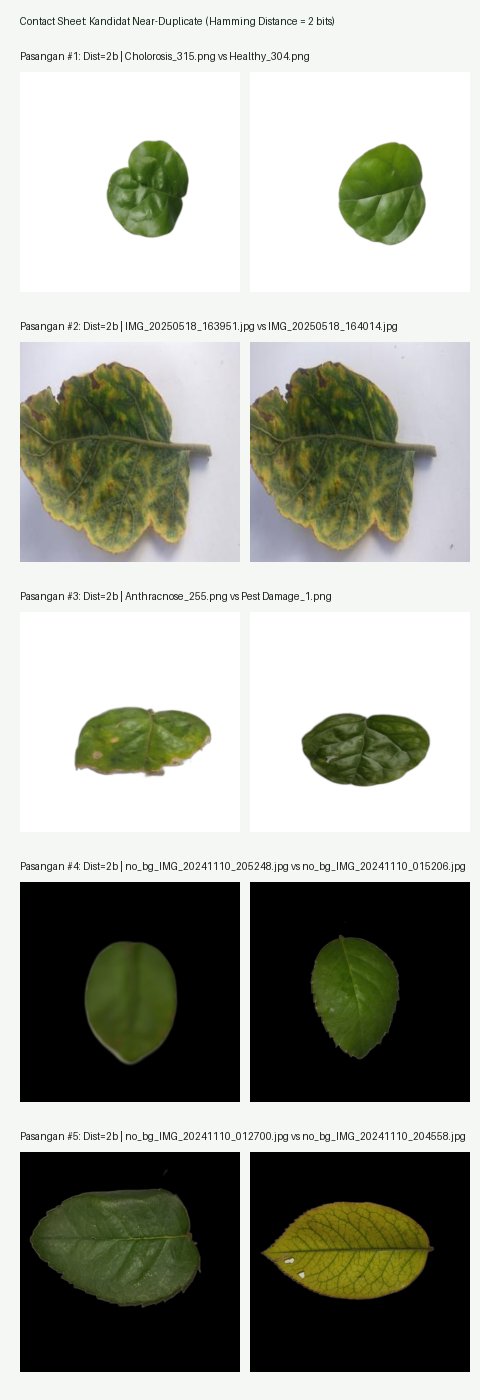 Contact Sheet: Kandidat Near-Duplicate (Hamming Distance = 2 bits)
Pasangan #1: Dist=2b | Cholorosis_315.png vs Healthy_304.png
Pasangan #2: Dist=2b | IMG_20250518_163951.jpg vs IMG_20250518_164014.jpg
Pasangan #3: Dist=2b | Anthracnose_255.png vs Pest Damage_1.png
Pasangan #4: Dist=2b | no_bg_IMG_20241110_205248.jpg vs no_bg_IMG_20241110_015206.jpg
Pasangan #5: Dist=2b | no_bg_IMG_20241110_012700.jpg vs no_bg_IMG_20241110_204558.jpg